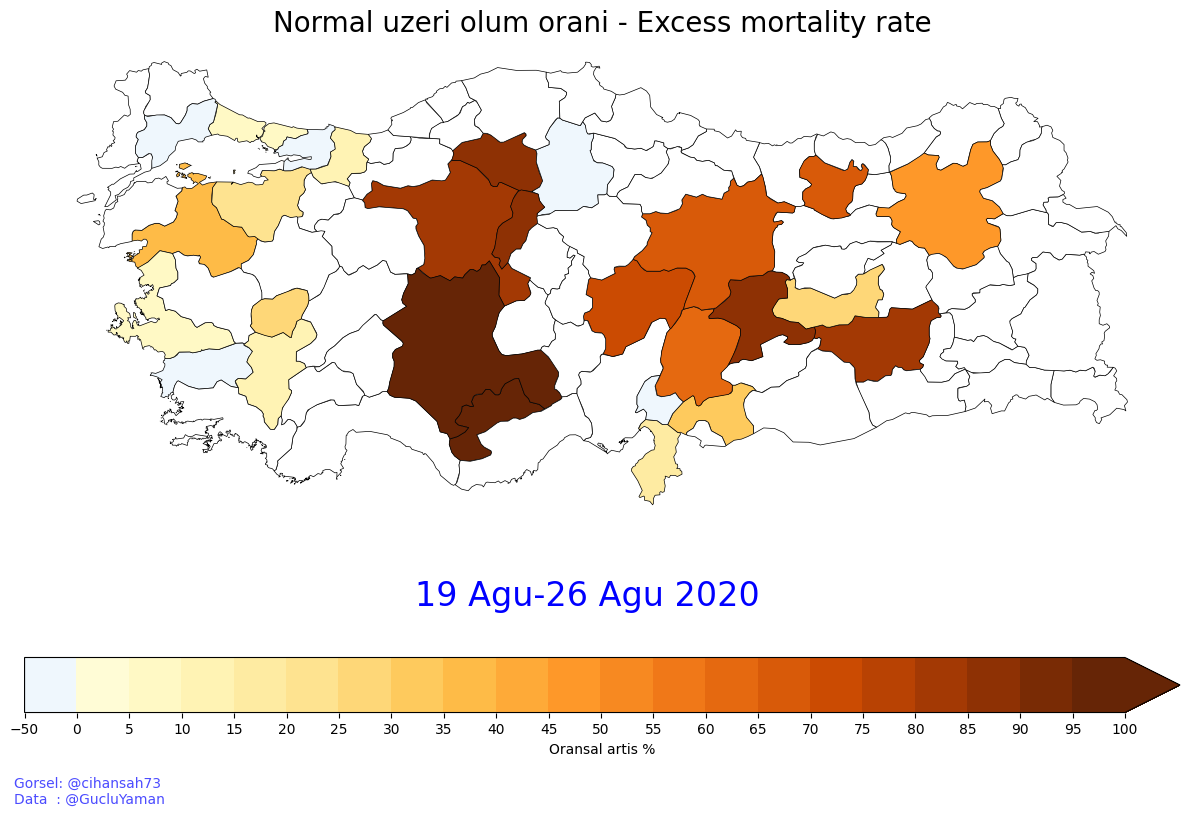 Normal uzeri olum orani - Excess mortality rate
19 Agu-26 Agu 2020
−50 0 5 10 15 20 25 30 35 40 45 50 55 60 65 70 75 80 85 90 95 100
Oransal artis %
Gorsel: @cihansah73
Data  : @GucluYaman